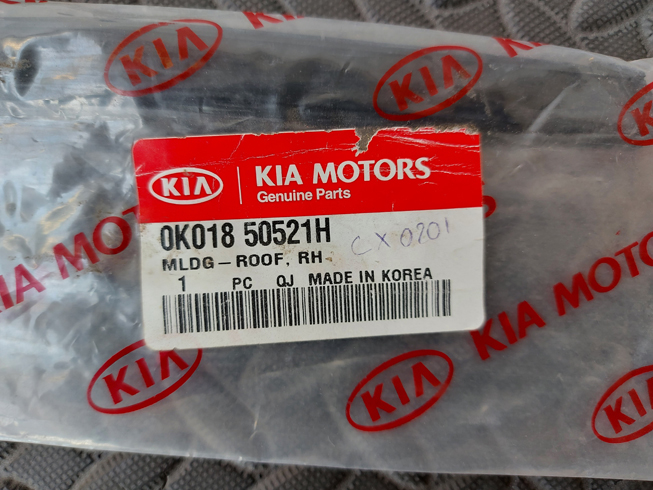 KIA
KIA
KIA
KIA MOTORS
Genuine Parts
0K018 50521H
CX 0201
MLDG-ROOF, RH
1 PC QJ MADE IN KOREA
KIA MOTORS
KIA MOTORS
KIA
KIA
KIA